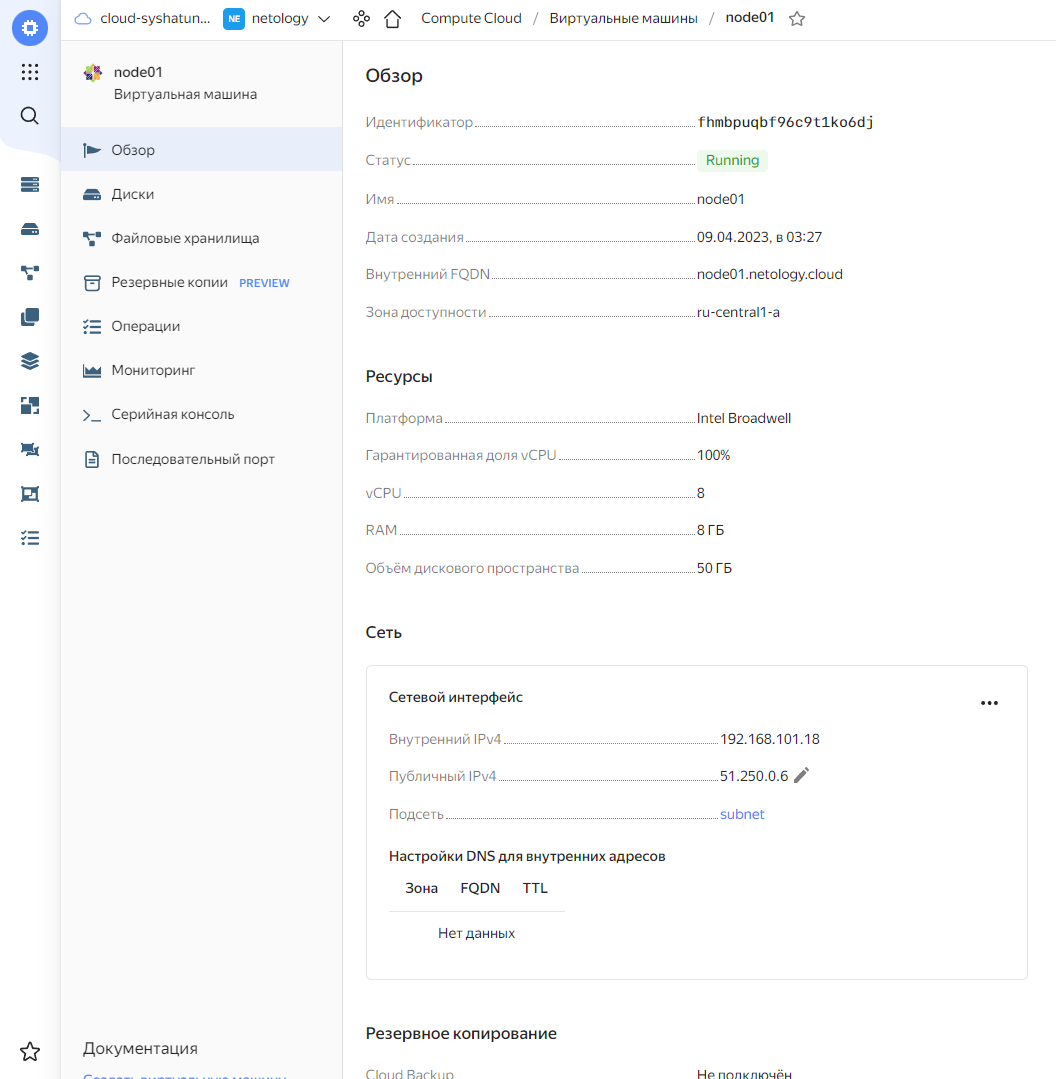 cloud-syshatun... NE netology Compute Cloud / Виртуальные машины / node01
node01
Виртуальная машина
Обзор
Диски
Файловые хранилища
Резервные копии PREVIEW
Операции
Мониторинг
Серийная консоль
Последовательный порт
Документация
Создать виртуальную машину
Обзор
Идентификатор fhmbpuqbf96c9t1ko6dj
Статус Running
Имя node01
Дата создания 09.04.2023, в 03:27
Внутренний FQDN node01.netology.cloud
Зона доступности ru-central1-a
Ресурсы
Платформа Intel Broadwell
Гарантированная доля vCPU 100%
vCPU 8
RAM 8 ГБ
Объём дискового пространства 50 ГБ
Сеть
Сетевой интерфейс
Внутренний IPv4 192.168.101.18
Публичный IPv4 51.250.0.6
Подсеть subnet
Настройки DNS для внутренних адресов
Зона FQDN TTL
Нет данных
Резервное копирование
Cloud Backup Не подключён